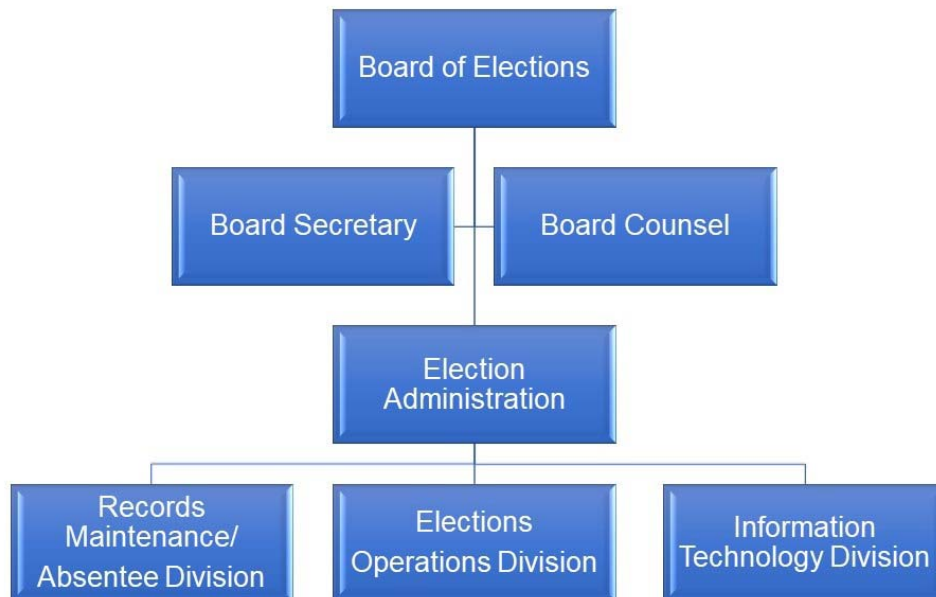 Board of Elections
Board Secretary
Board Counsel
Election
Administration
Records
Maintenance/
Absentee Division
Elections
Operations Division
Information
Technology Division